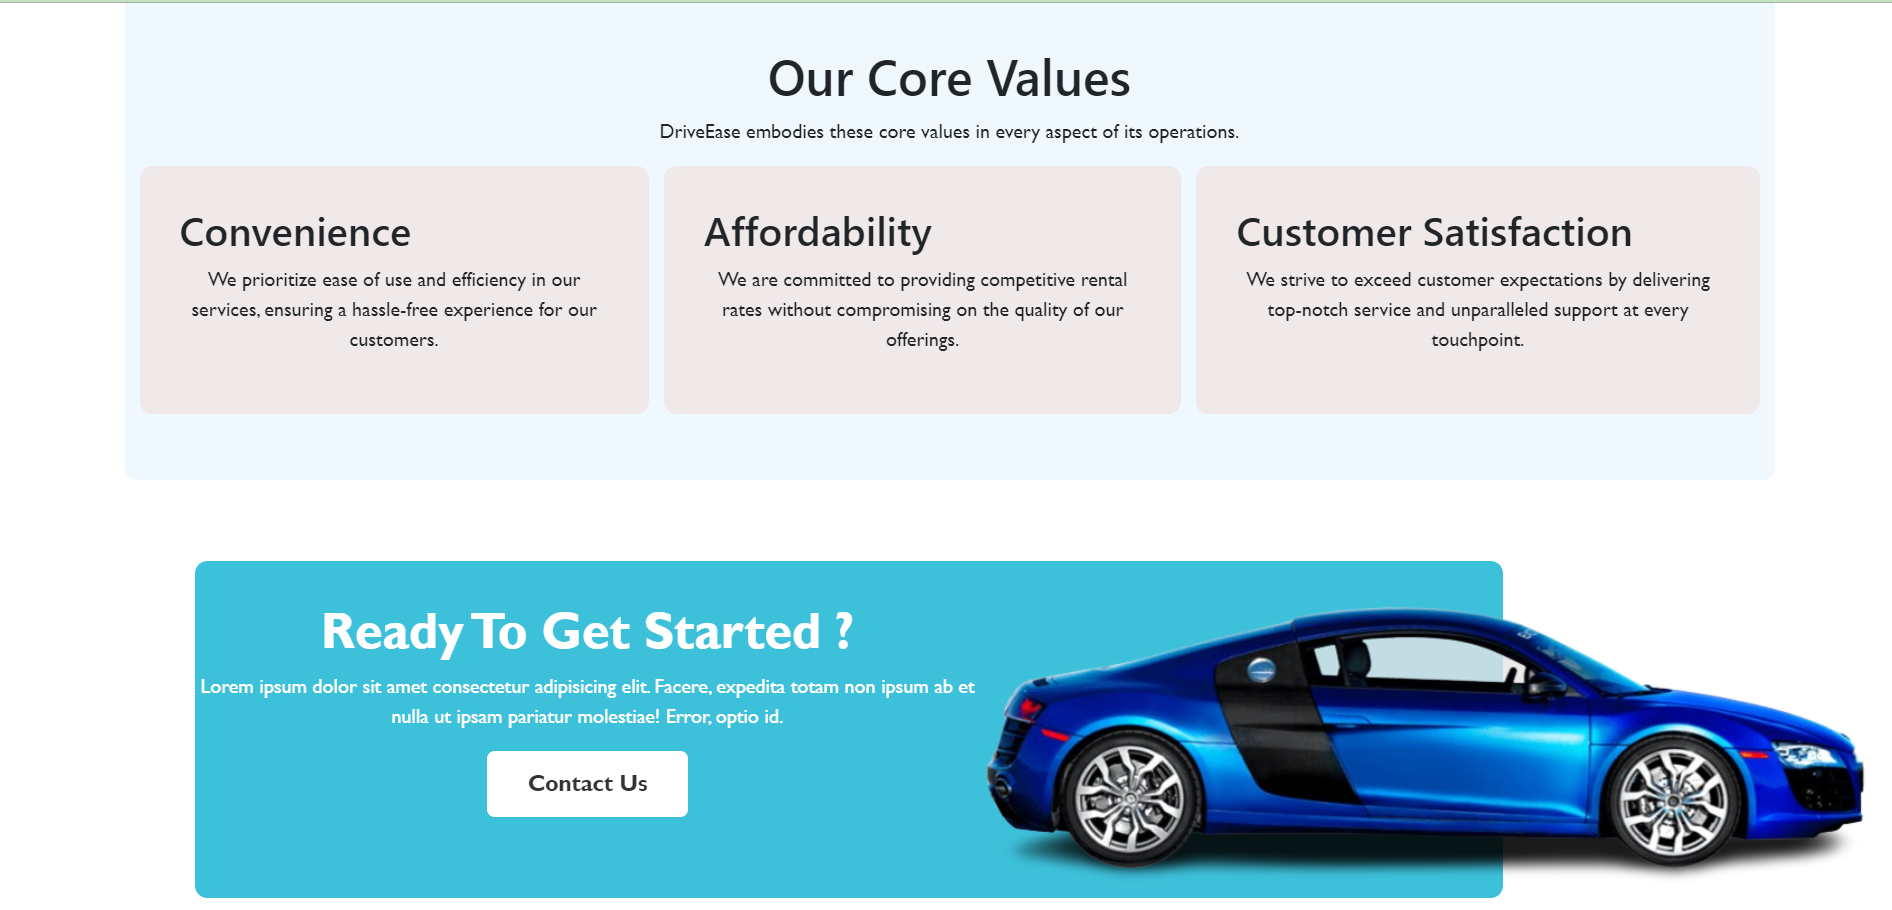 Our Core Values
DriveEase embodies these core values in every aspect of its operations.
Convenience
We prioritize ease of use and efficiency in our
services, ensuring a hassle-free experience for our
customers.
Affordability
We are committed to providing competitive rental
rates without compromising on the quality of our
offerings.
Customer Satisfaction
We strive to exceed customer expectations by delivering
top-notch service and unparalleled support at every
touchpoint.
Ready To Get Started ?
Lorem ipsum dolor sit amet consectetur adipisicing elit. Facere, expedita totam non ipsum ab et
nulla ut ipsam pariatur molestiae! Error, optio id.
Contact Us